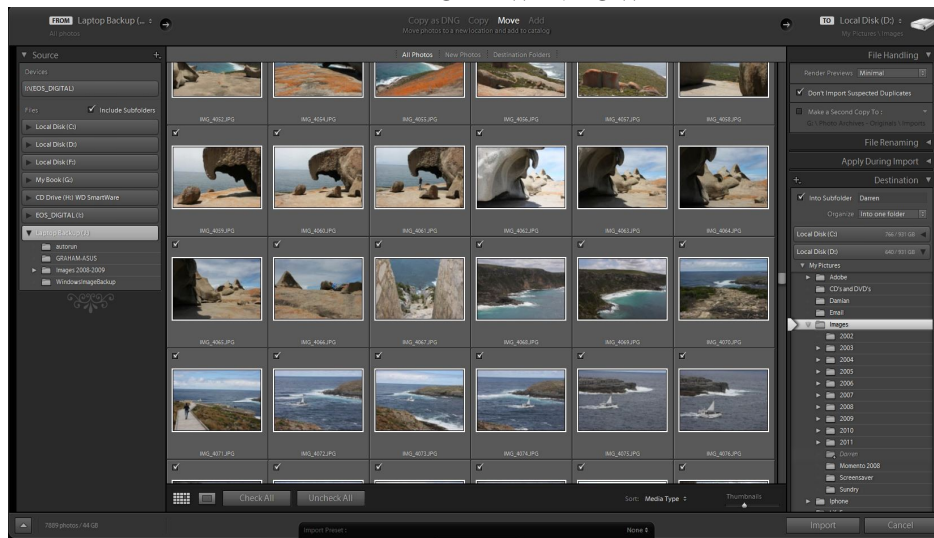 FROM Laptop Backup (...
All photos
Copy as DNG Copy Move Add
Move photos to a new location and add to catalog
TO Local Disk (D:)
My Pictures \ Images
Source
Devices
I:\(EOS_DIGITAL)
Files Include Subfolders
Local Disk (C:)
Local Disk (D:)
Local Disk (F:)
My Book (G:)
CD Drive (H:) WD SmartWare
EOS_DIGITAL (I:)
autorun
GRAHAM-ASUS
Images 2008-2009
WindowsImageBackup
All Photos New Photos Destination Folders
IMG_4052.JPG IMG_4054.JPG IMG_4055.JPG IMG_4056.JPG IMG_4057.JPG IMG_4058.JPG
IMG_4059.JPG IMG_4060.JPG IMG_4061.JPG IMG_4062.JPG IMG_4063.JPG IMG_4064.JPG
IMG_4065.JPG IMG_4066.JPG IMG_4067.JPG IMG_4068.JPG IMG_4069.JPG IMG_4070.JPG
IMG_4071.JPG IMG_4072.JPG IMG_4073.JPG IMG_4074.JPG IMG_4075.JPG IMG_4076.JPG
Check All Uncheck All Sort: Media Type Thumbnails
File Handling
Render Previews Minimal
Don't Import Suspected Duplicates
Make a Second Copy To :
File Renaming
Apply During Import
Destination
Into Subfolder Darren
Organize Into one folder
Local Disk (C:) 766 / 931 GB
Local Disk (D:) 640 / 931 GB
My Pictures
Adobe
CD's and DVD's
Damian
Email
Images
2002
2003
2004
2005
2006
2007
2008
2009
2010
2011
Darren
Momento 2008
Screensaver
Sundry
Iphone
7889 photos / 44 GB
Import Preset : None
Import Cancel